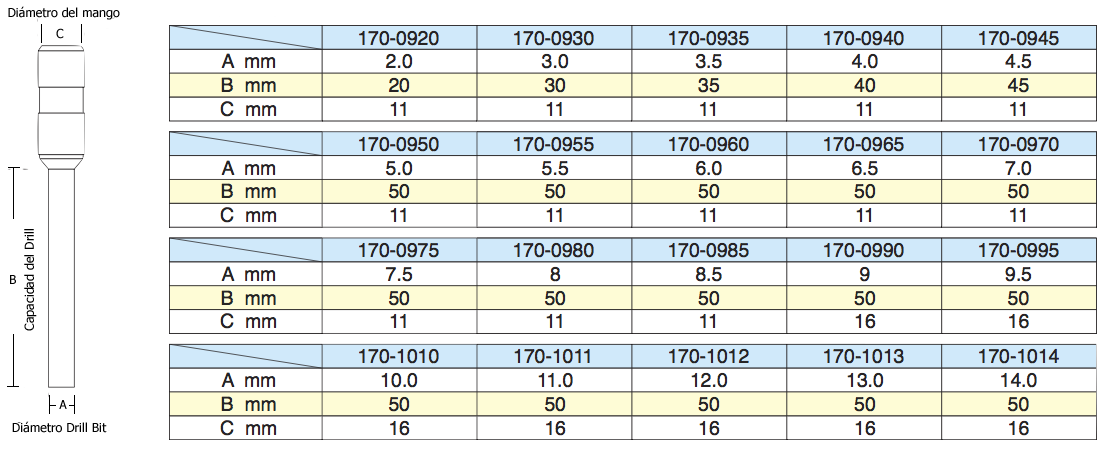 Diámetro del mango
C
B
Capacidad del Drill
A
Diámetro Drill Bit
170-0920 170-0930 170-0935 170-0940 170-0945
A mm 2.0 3.0 3.5 4.0 4.5
B mm 20 30 35 40 45
C mm 11 11 11 11 11
170-0950 170-0955 170-0960 170-0965 170-0970
A mm 5.0 5.5 6.0 6.5 7.0
B mm 50 50 50 50 50
C mm 11 11 11 11 11
170-0975 170-0980 170-0985 170-0990 170-0995
A mm 7.5 8 8.5 9 9.5
B mm 50 50 50 50 50
C mm 11 11 11 16 16
170-1010 170-1011 170-1012 170-1013 170-1014
A mm 10.0 11.0 12.0 13.0 14.0
B mm 50 50 50 50 50
C mm 16 16 16 16 16